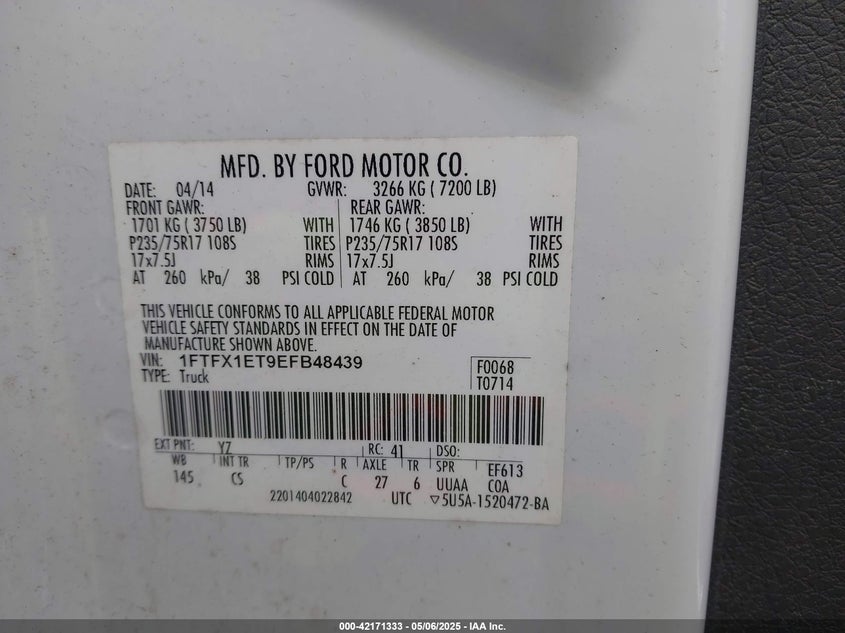 MFD. BY FORD MOTOR CO.
DATE: 04/14 GVWR: 3266 KG ( 7200 LB)
FRONT GAWR: REAR GAWR:
1701 KG ( 3750 LB) WITH 1746 KG ( 3850 LB) WITH
P235/75R17 108S TIRES P235/75R17 108S TIRES
17x7.5J RIMS 17x7.5J RIMS
AT 260 kPa/ 38 PSI COLD AT 260 kPa/ 38 PSI COLD
THIS VEHICLE CONFORMS TO ALL APPLICABLE FEDERAL MOTOR
VEHICLE SAFETY STANDARDS IN EFFECT ON THE DATE OF
MANUFACTURE SHOWN ABOVE.
VIN: 1FTFX1ET9EFB48439 F0068
TYPE: Truck T0714
EXT PNT: YZ RC: 41 DSO:
WB INT TR TP/PS R AXLE TR SPR EF613
145 CS C 27 6 UUAA COA
2201404022842 UTC ▽5U5A-1520472-BA
000-42171333 - 05/06/2025 - IAA Inc.